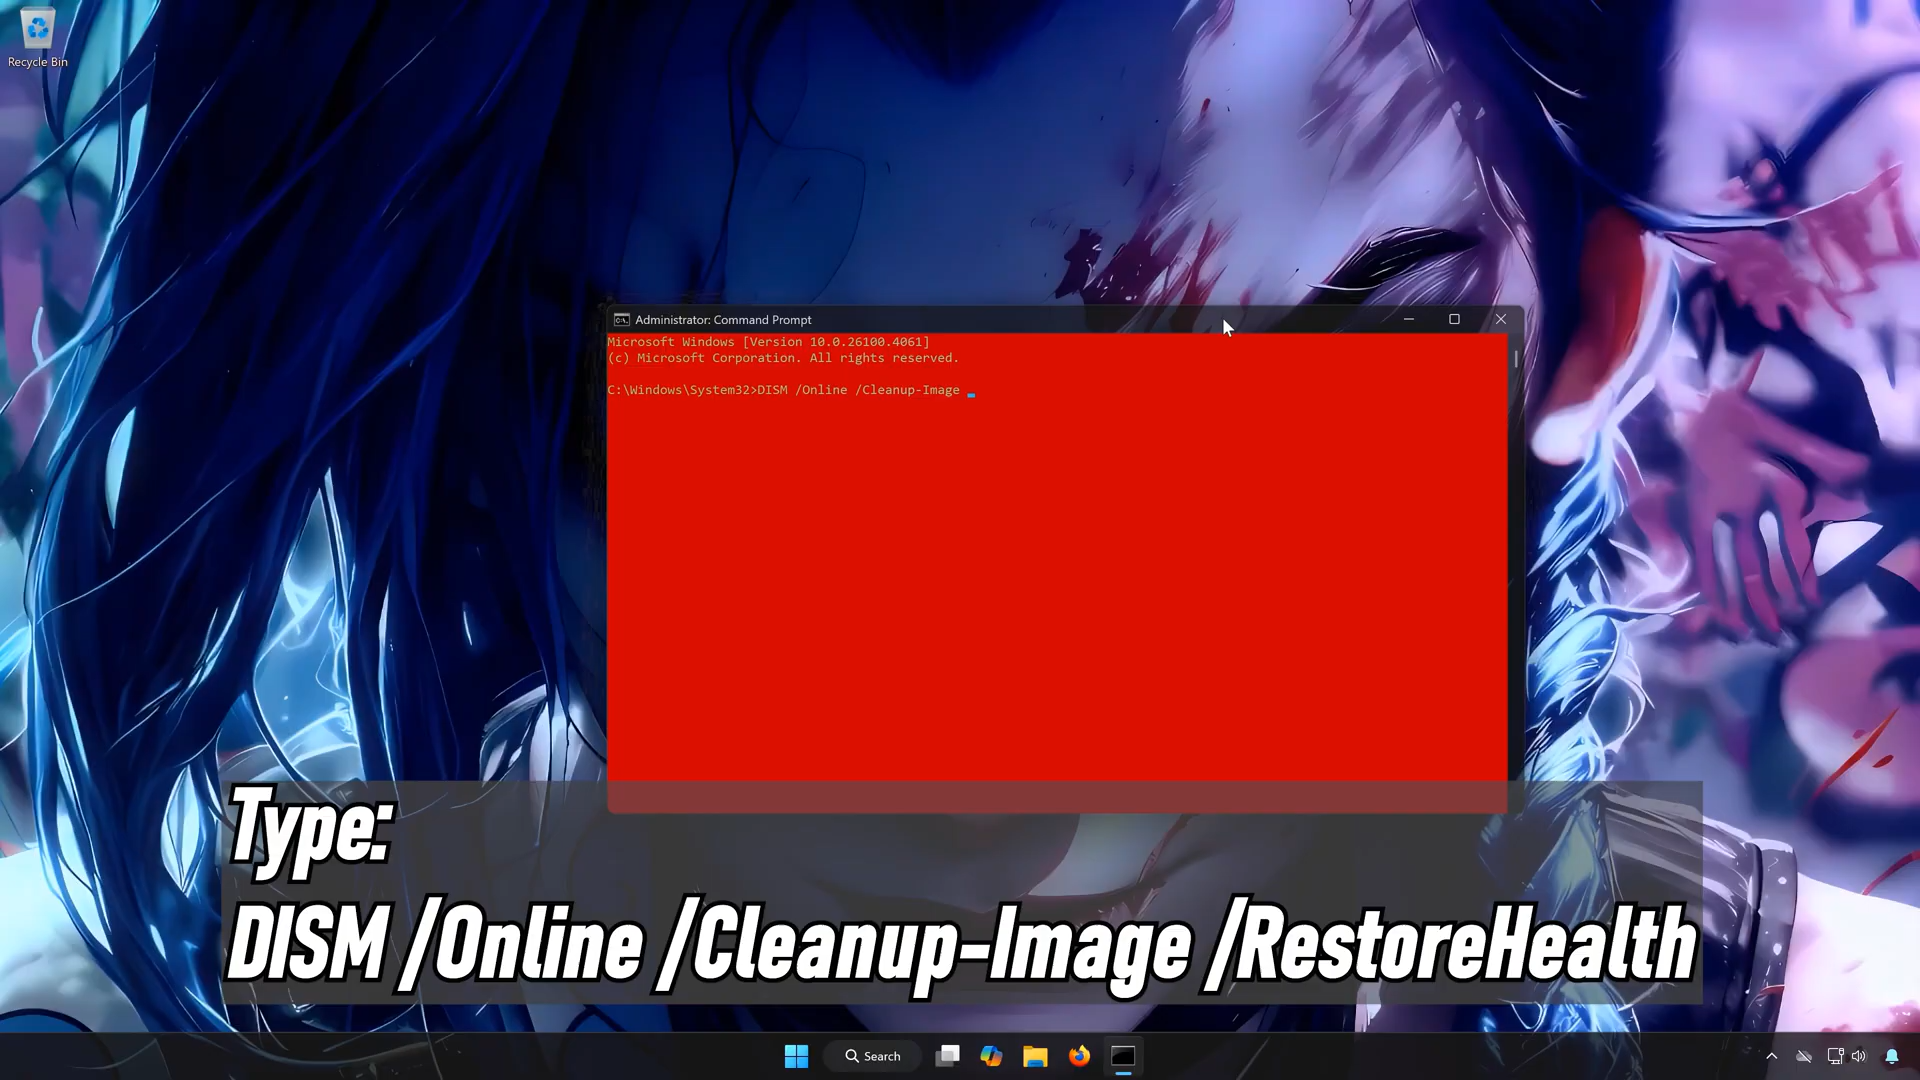 Recycle Bin
Administrator: Command Prompt
Microsoft Windows [Version 10.0.26100.4061]
(c) Microsoft Corporation. All rights reserved.
C:\Windows\System32>DISM /Online /Cleanup-Image
Type:
DISM /Online /Cleanup-Image /RestoreHealth
Search